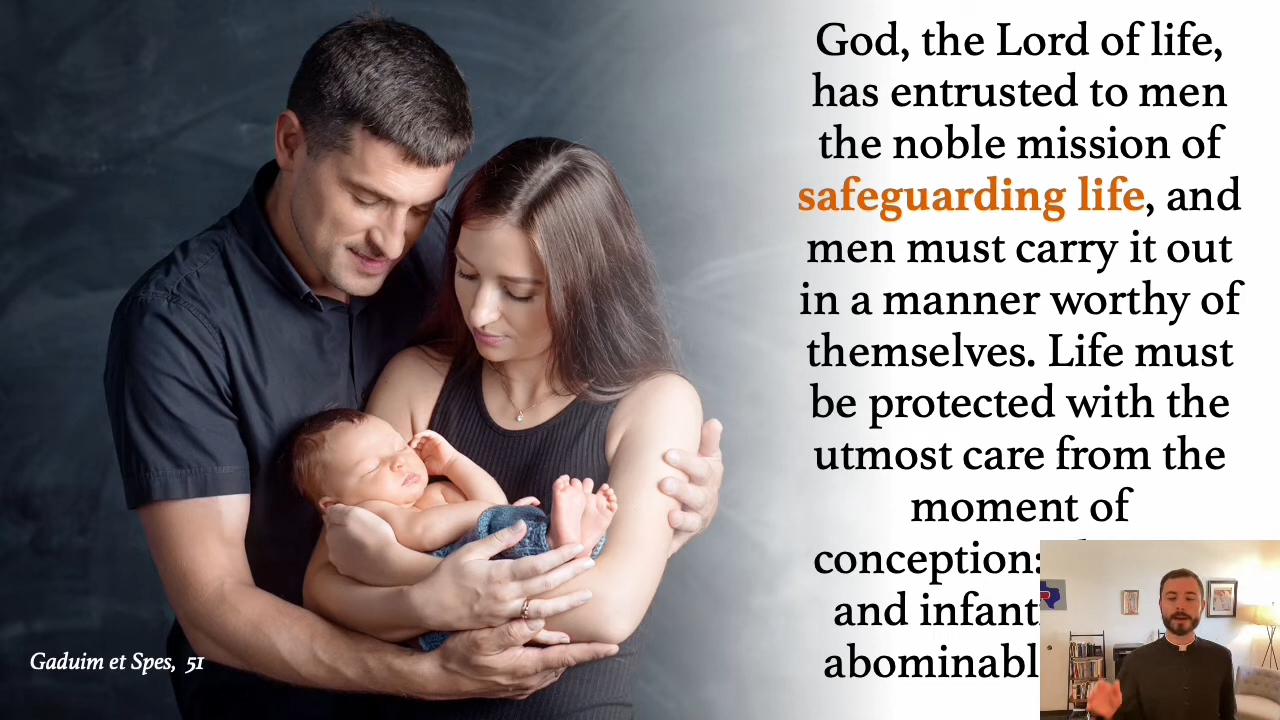 God, the Lord of life,
has entrusted to men
the noble mission of
safeguarding life, and
men must carry it out
in a manner worthy of
themselves. Life must
be protected with the
utmost care from the
moment of
conception:
and
Gaduim et Spes, 51